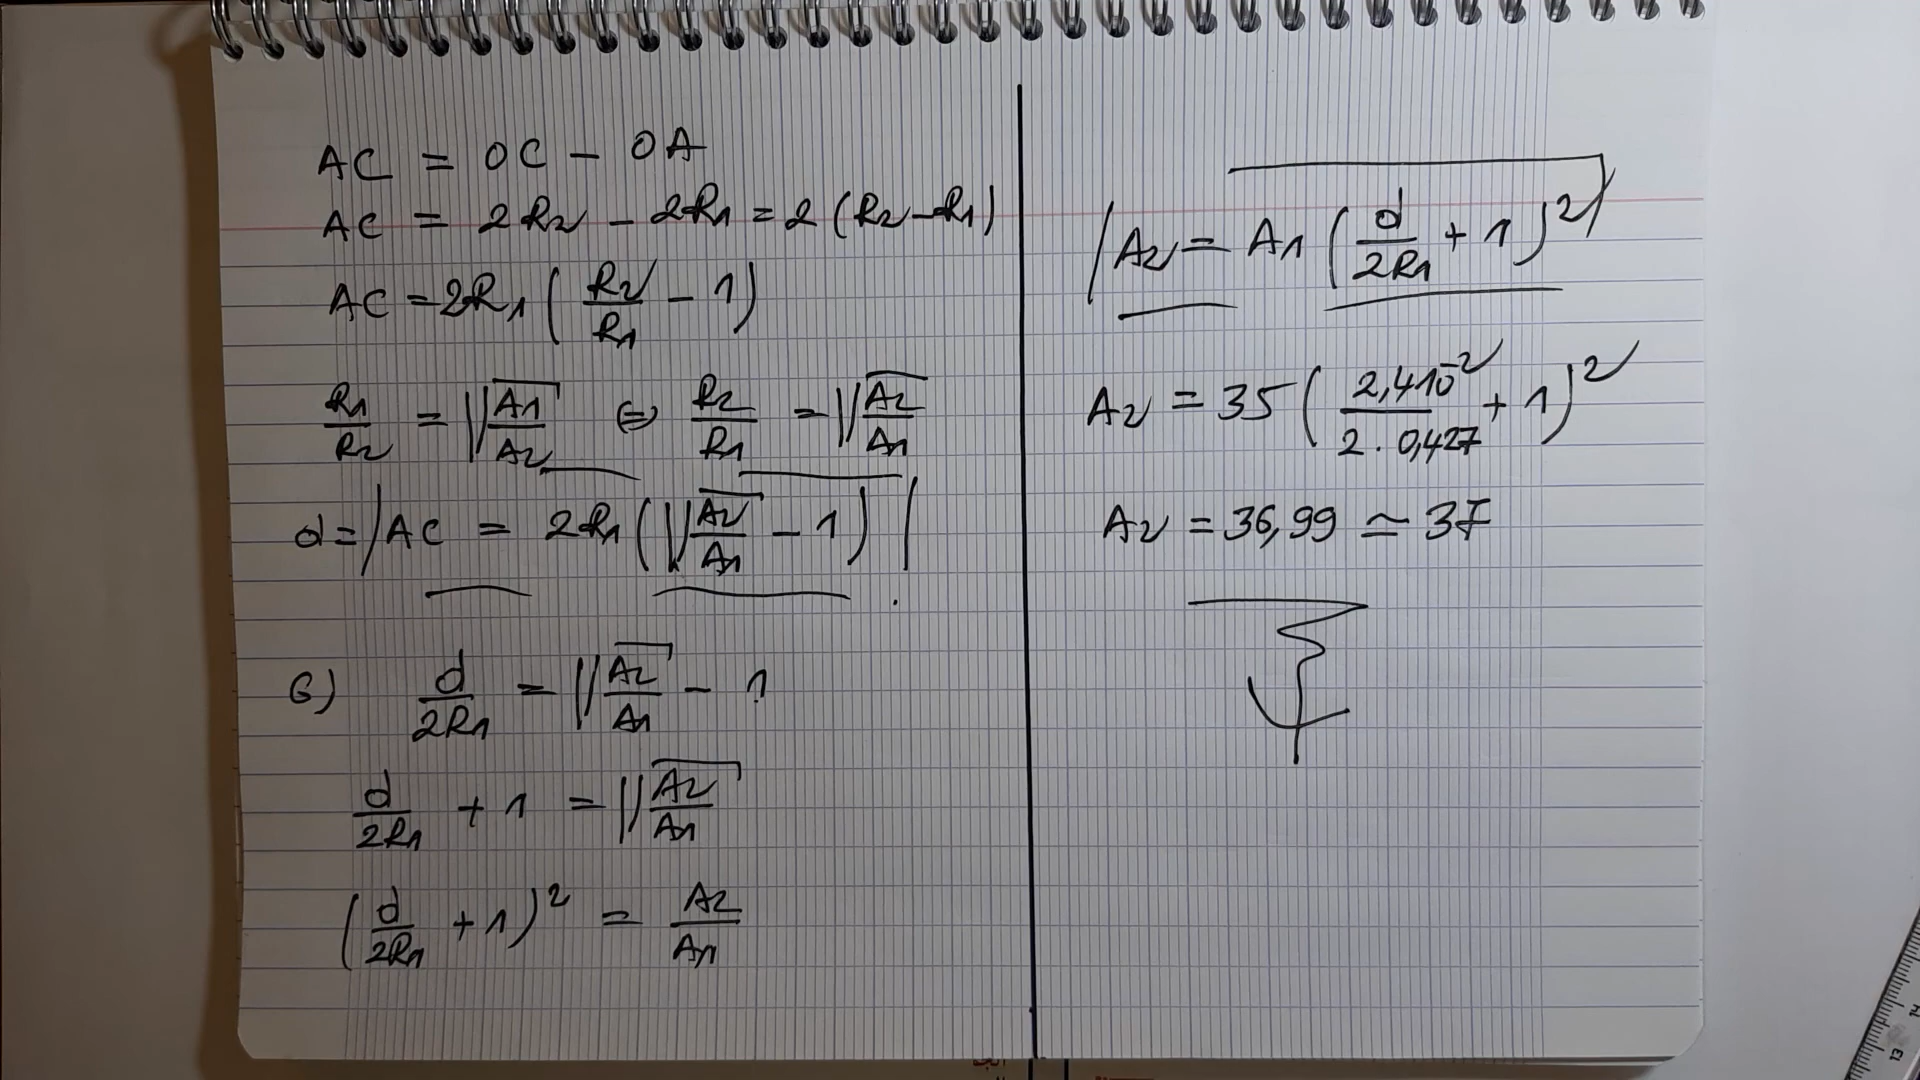 AC = OC - OA
AC = 2R2 - 2R1 = 2(R2-R1)
AC = 2R1(R2/R1 - 1)
R1/R2 = √(A1/A2) ⇔ R2/R1 = √(A2/A1)
d = AC = 2R1(√(A2/A1) - 1)
6) d/2R1 = √(A2/A1) - 1
d/2R1 + 1 = √(A2/A1)
(d/2R1 + 1)² = A2/A1
A2 = A1(d/2R1 + 1)²
A2 = 35(2,4 10⁻²/2 . 0,427 + 1)²
A2 = 36,99 ≃ 37
13
14